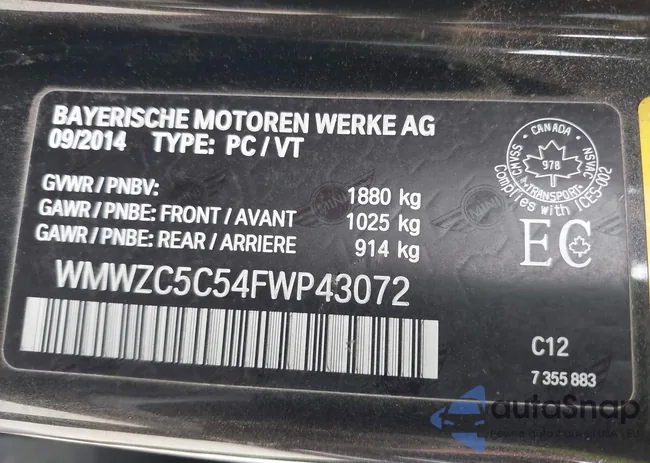 BAYERISCHE MOTOREN WERKE AG
09/2014 TYPE: PC / VT
GVWR / PNBV: 1880 kg
GAWR / PNBE: FRONT / AVANT 1025 kg
GAWR / PNBE: REAR / ARRIERE 914 kg
WMWZC5C54FWP43072
CANADA
CMVSS
978
NSVAC
TRANSPORT
Complies with ICES-002
EC
C12
7 355 883
MINI
MINI
autoSnap